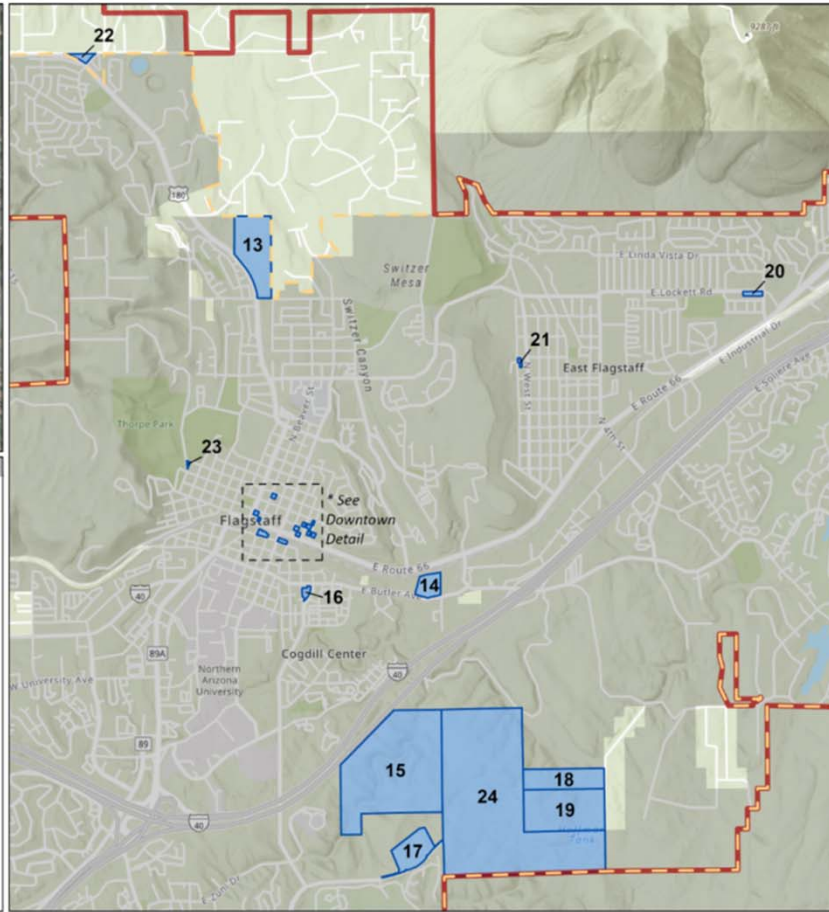 22
9287 ft
180
13
Switzer
Mesa
E Linda Vista Dr
20
E Lockett Rd
Switzer Canyon
21
E Industrial Dr
N West St
East Flagstaff
E Square Ave
E Route 66
Thorpe Park
N Beaver St
N 4th St
23
* See
Flagstaff
Downtown
Detail
E Route 66
14
40
16
E Butler Ave
89A
Cogdill Center
Northern
Arizona
University
40
W University Ave
89
15
24
18
19
40
17
Tank
E Zuni Dr